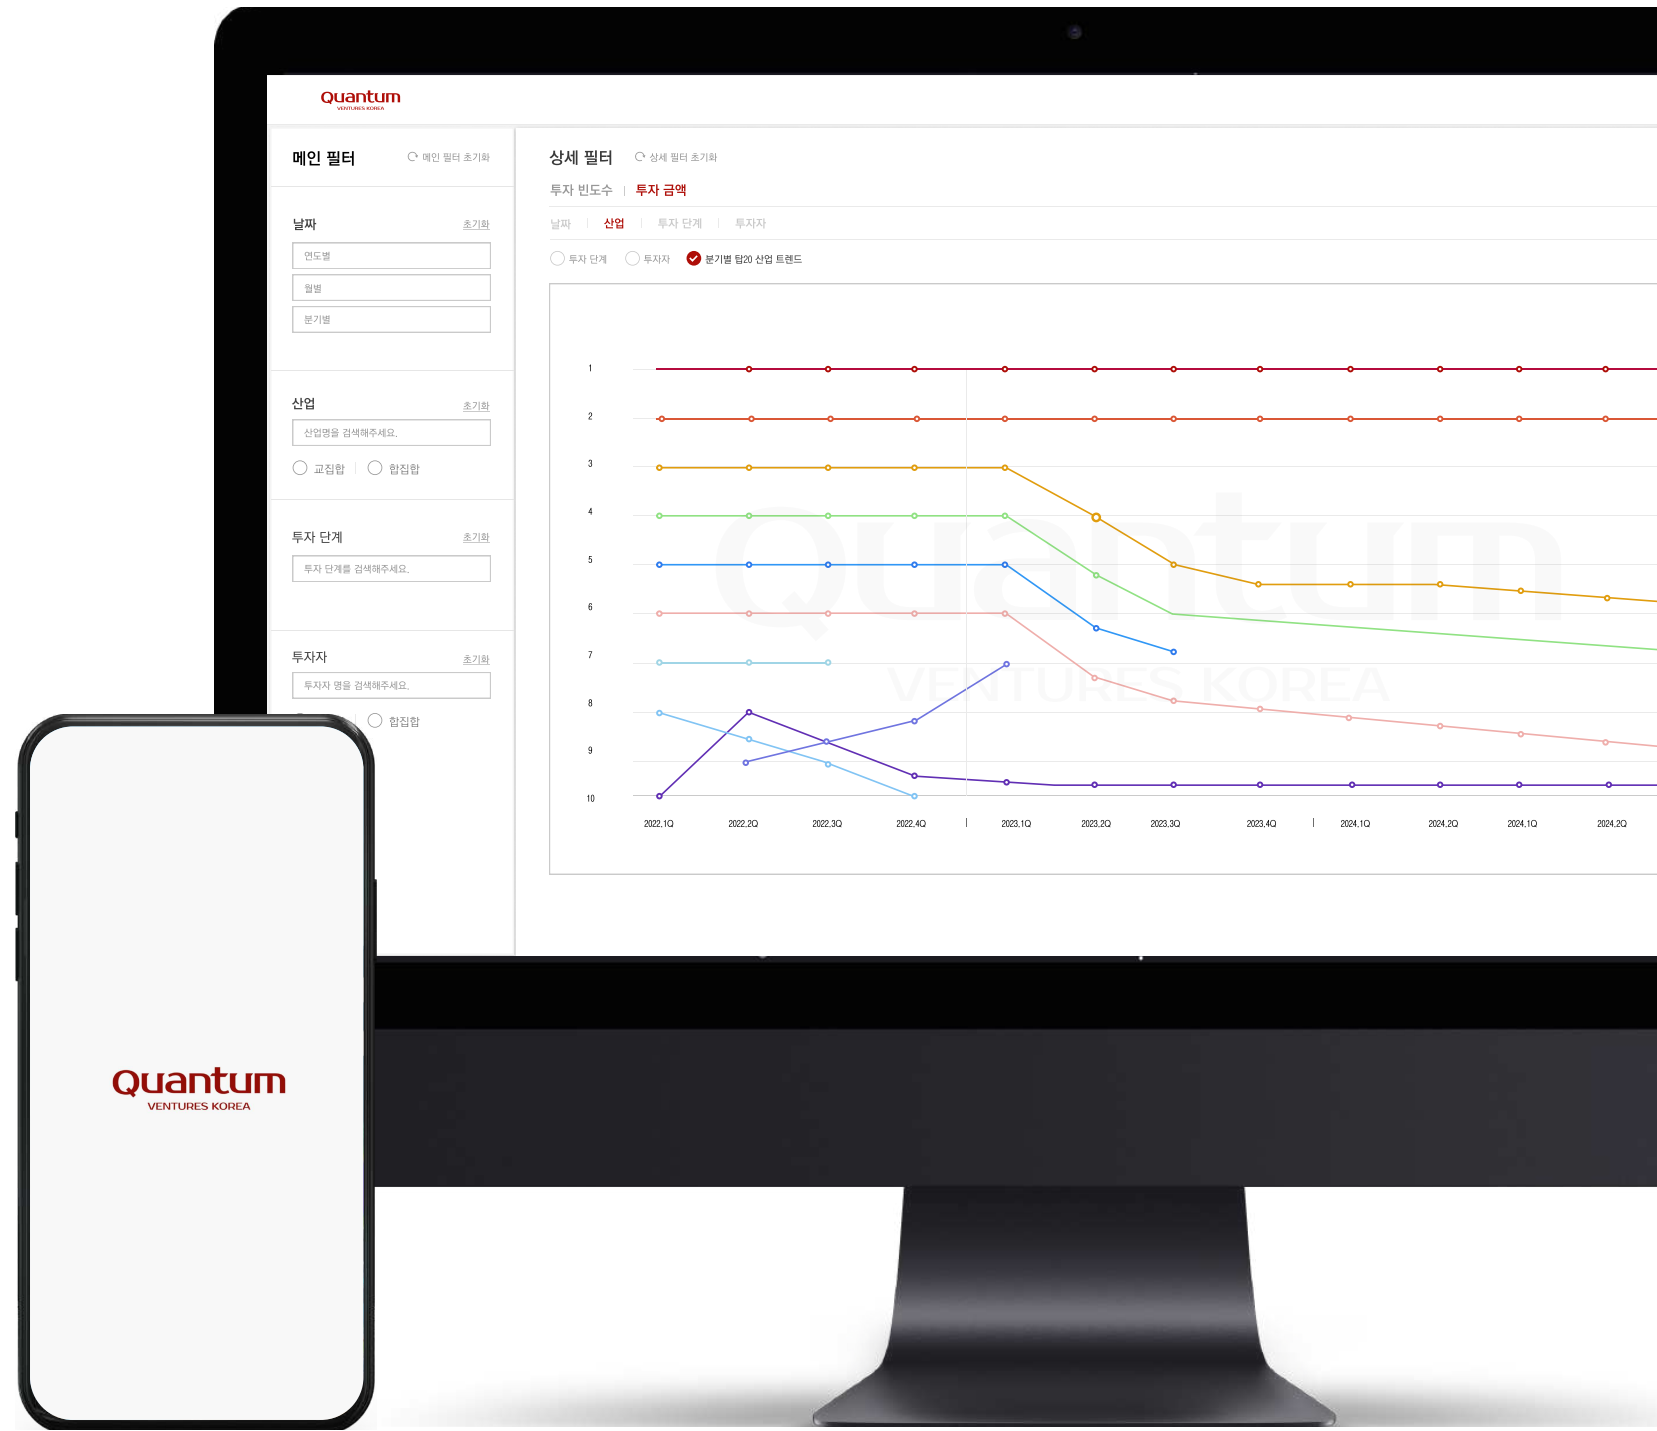 Quantum
VENTURES KOREA
메인 필터
메인 필터 초기화
날짜
초기화
연도별
월별
분기별
산업
초기화
산업명을 검색해주세요.
교집합
합집합
투자 단계
초기화
투자 단계를 검색해주세요.
투자자
초기화
투자자 명을 검색해주세요.
합집합
상세 필터
상세 필터 초기화
투자 빈도수
투자 금액
날짜
산업
투자 단계
투자자
투자 단계
투자자
분기별 탑20 산업 트렌드
Quantum
VENTURES KOREA
1
2
3
4
5
6
7
8
9
10
2022.1Q
2022.2Q
2022.3Q
2022.4Q
2023.1Q
2023.2Q
2023.3Q
2023.4Q
2024.1Q
2024.2Q
2024.1Q
2024.2Q
Quantum
VENTURES KOREA